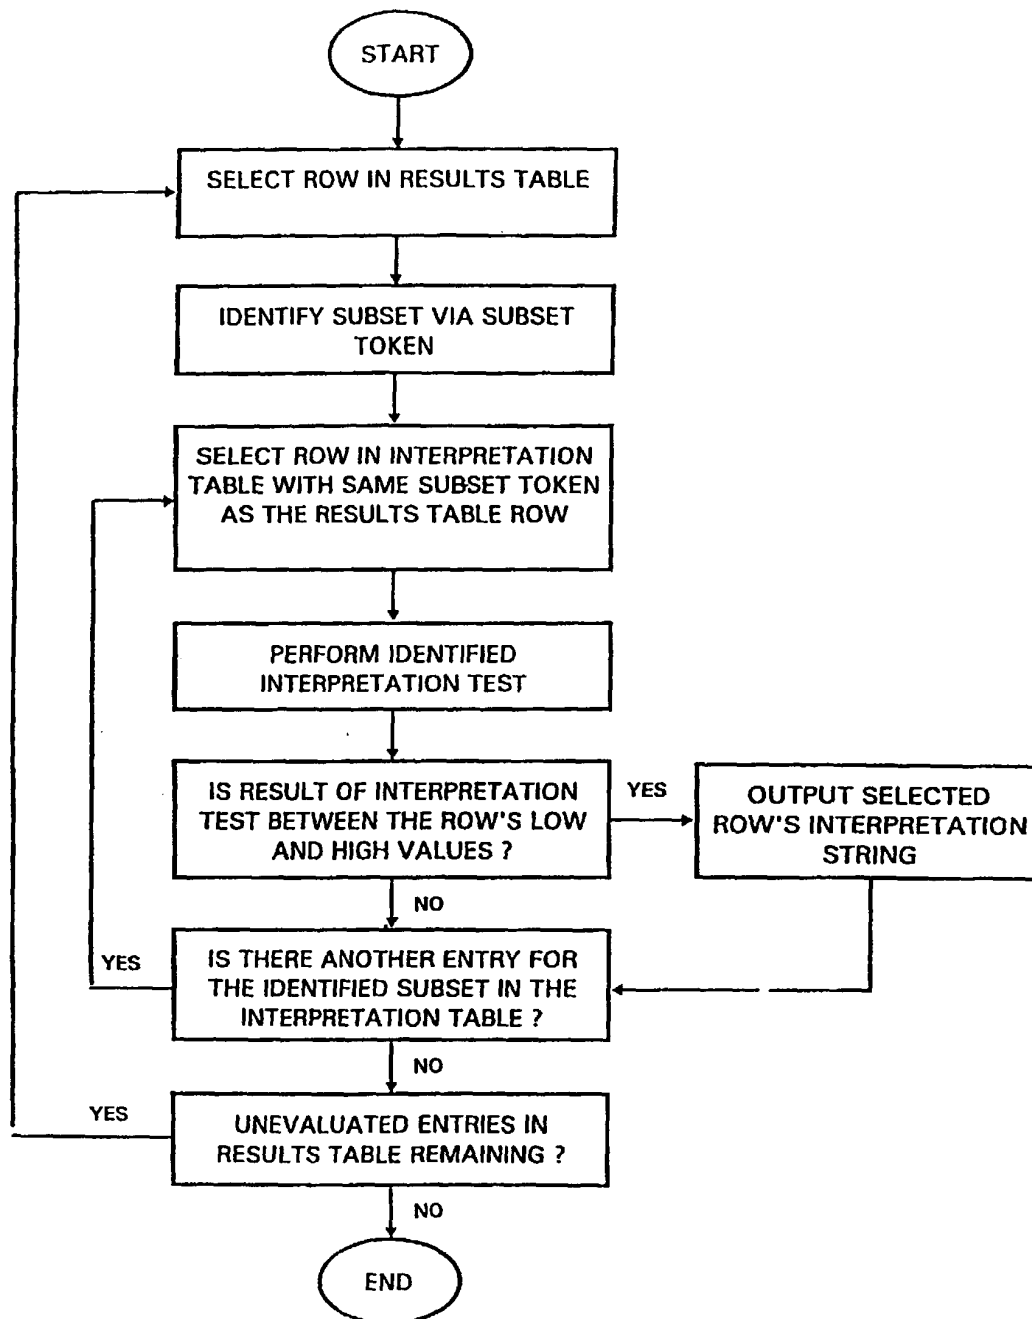 START
SELECT ROW IN RESULTS TABLE
IDENTIFY SUBSET VIA SUBSET
TOKEN
SELECT ROW IN INTERPRETATION
TABLE WITH SAME SUBSET TOKEN
AS THE RESULTS TABLE ROW
PERFORM IDENTIFIED
INTERPRETATION TEST
IS RESULT OF INTERPRETATION
TEST BETWEEN THE ROW'S LOW
AND HIGH VALUES ?
YES
OUTPUT SELECTED
ROW'S INTERPRETATION
STRING
NO
IS THERE ANOTHER ENTRY FOR
THE IDENTIFIED SUBSET IN THE
INTERPRETATION TABLE ?
YES
NO
UNEVALUATED ENTRIES IN
RESULTS TABLE REMAINING ?
YES
NO
END